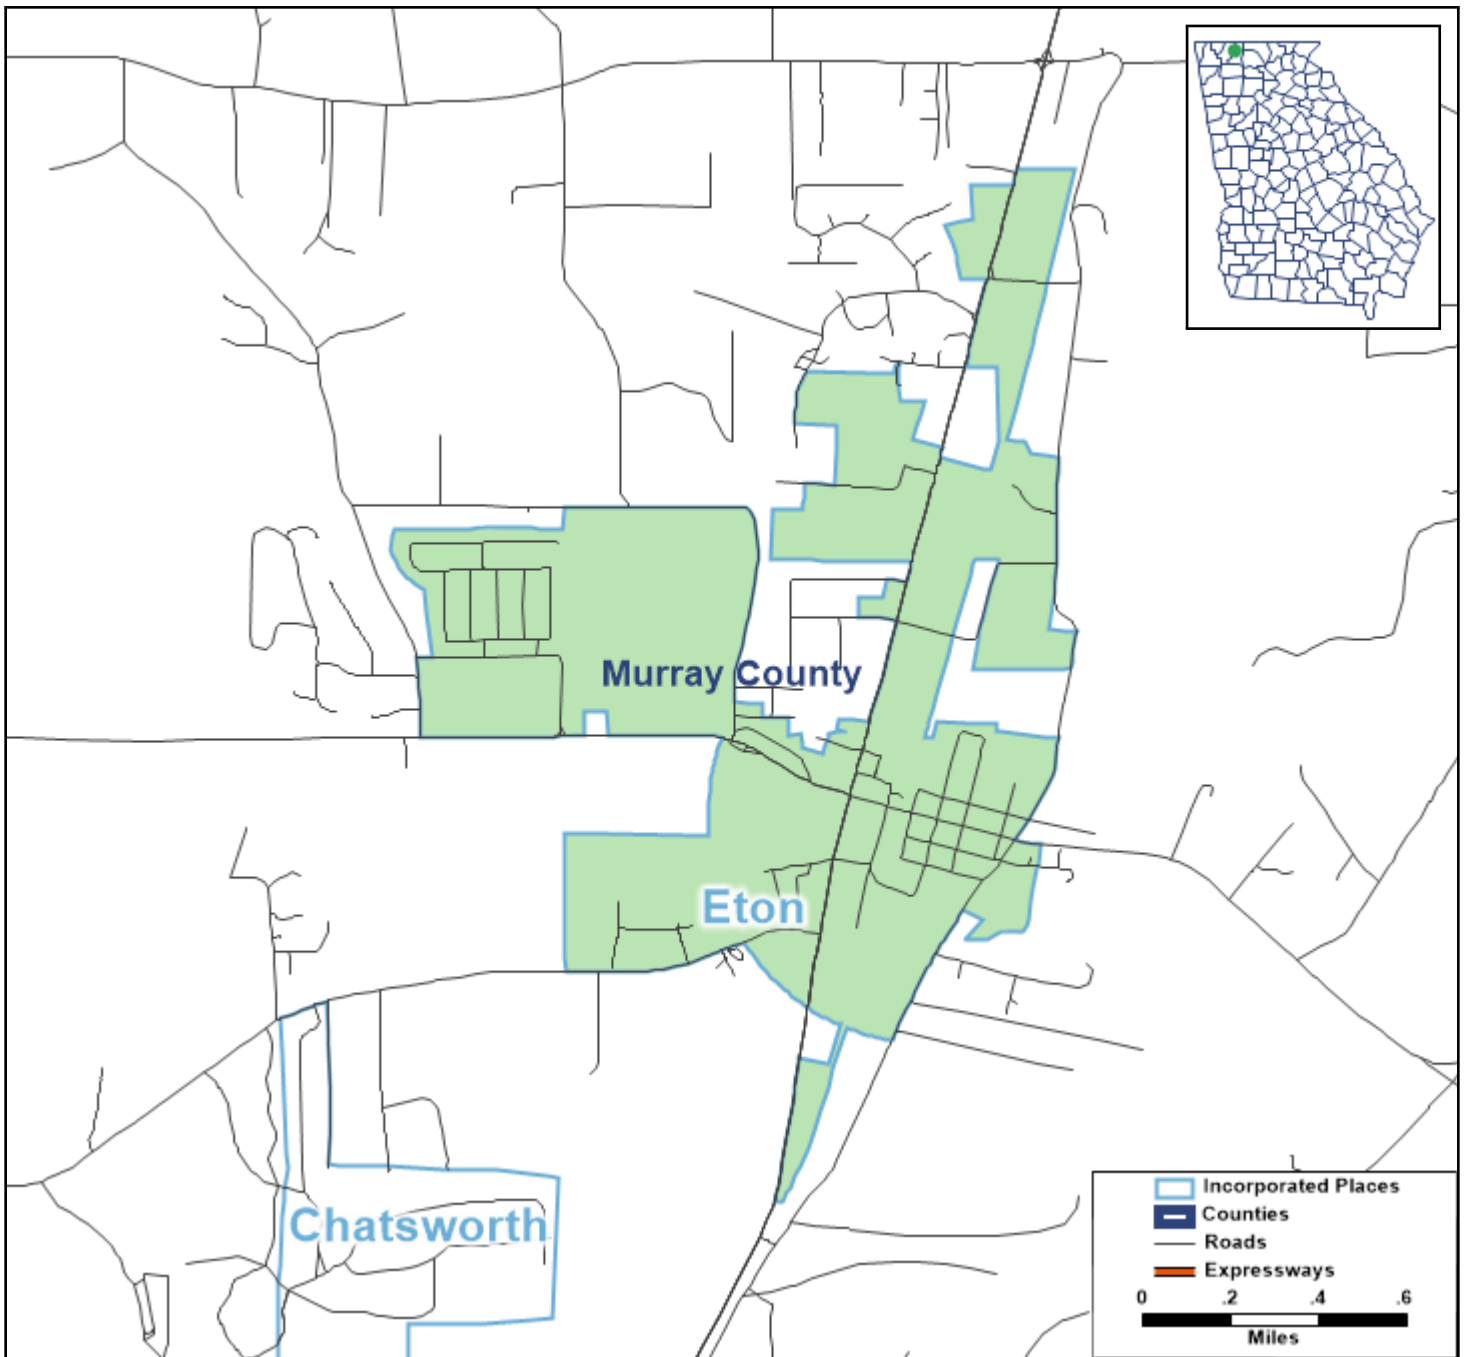 Murray County
Eton
Chatsworth
Incorporated Places
Counties
Roads
Expressways
0 .2 .4 .6
Miles